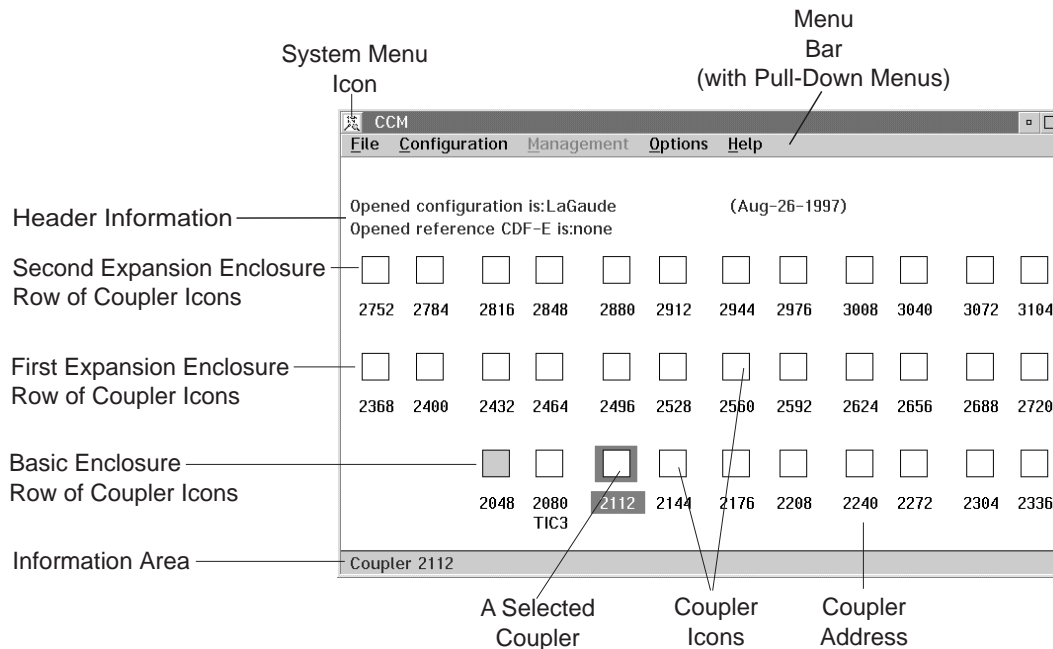 Menu
Bar
(with Pull-Down Menus)
System Menu
Icon
CCM
File Configuration Management Options Help
Header Information
Opened configuration is:LaGaude (Aug-26-1997)
Opened reference CDF-E is:none
Second Expansion Enclosure
Row of Coupler Icons
2752 2784 2816 2848 2880 2912 2944 2976 3008 3040 3072 3104
First Expansion Enclosure
Row of Coupler Icons
2368 2400 2432 2464 2496 2528 2560 2592 2624 2656 2688 2720
Basic Enclosure
Row of Coupler Icons
2048 2080 2112 2144 2176 2208 2240 2272 2304 2336
TIC3
Information Area
Coupler 2112
A Selected
Coupler
Coupler
Icons
Coupler
Address